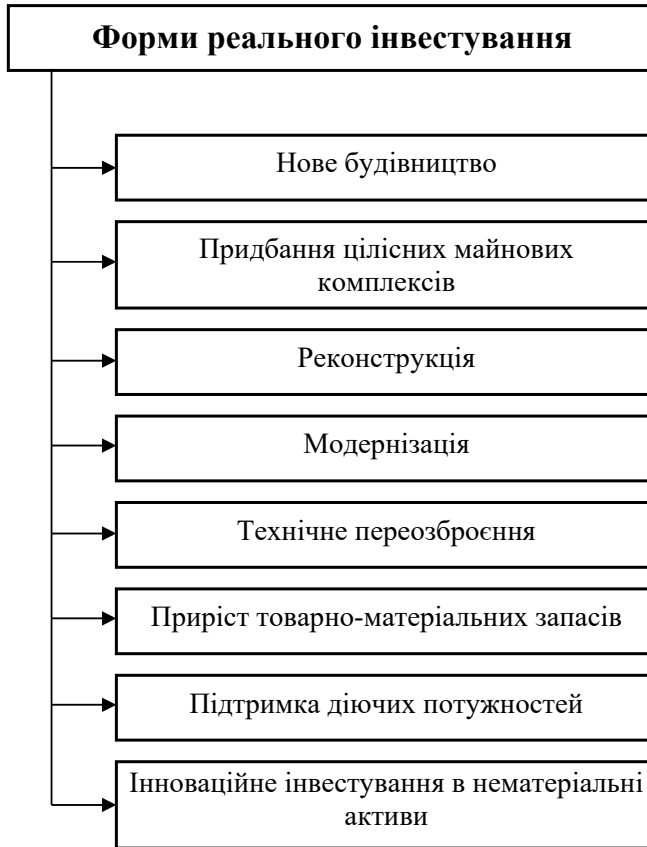 Форми реального інвестування
Нове будівництво
Придбання цілісних майнових
комплексів
Реконструкція
Модернізація
Технічне переозброєння
Приріст товарно-матеріальних запасів
Підтримка діючих потужностей
Інноваційне інвестування в нематеріальні
активи